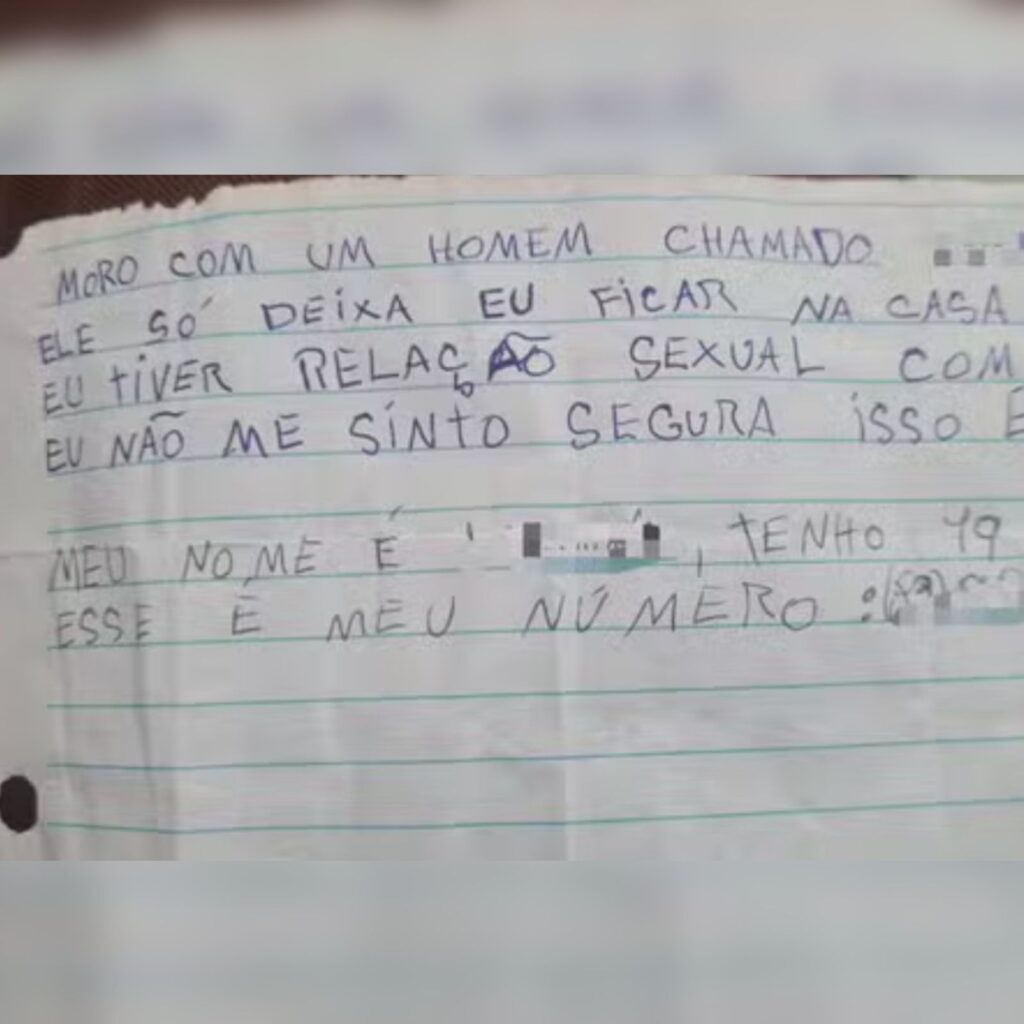 MORO COM UM HOMEM CHAMADO
ELE SÓ DEIXA EU FICAR NA CASA
EU TIVER RELAÇÃO SEXUAL COM
EU NÃO ME SINTO SEGURA ISSO É
MEU NOME É , TENHO 19
ESSE É MEU NÚMERO :